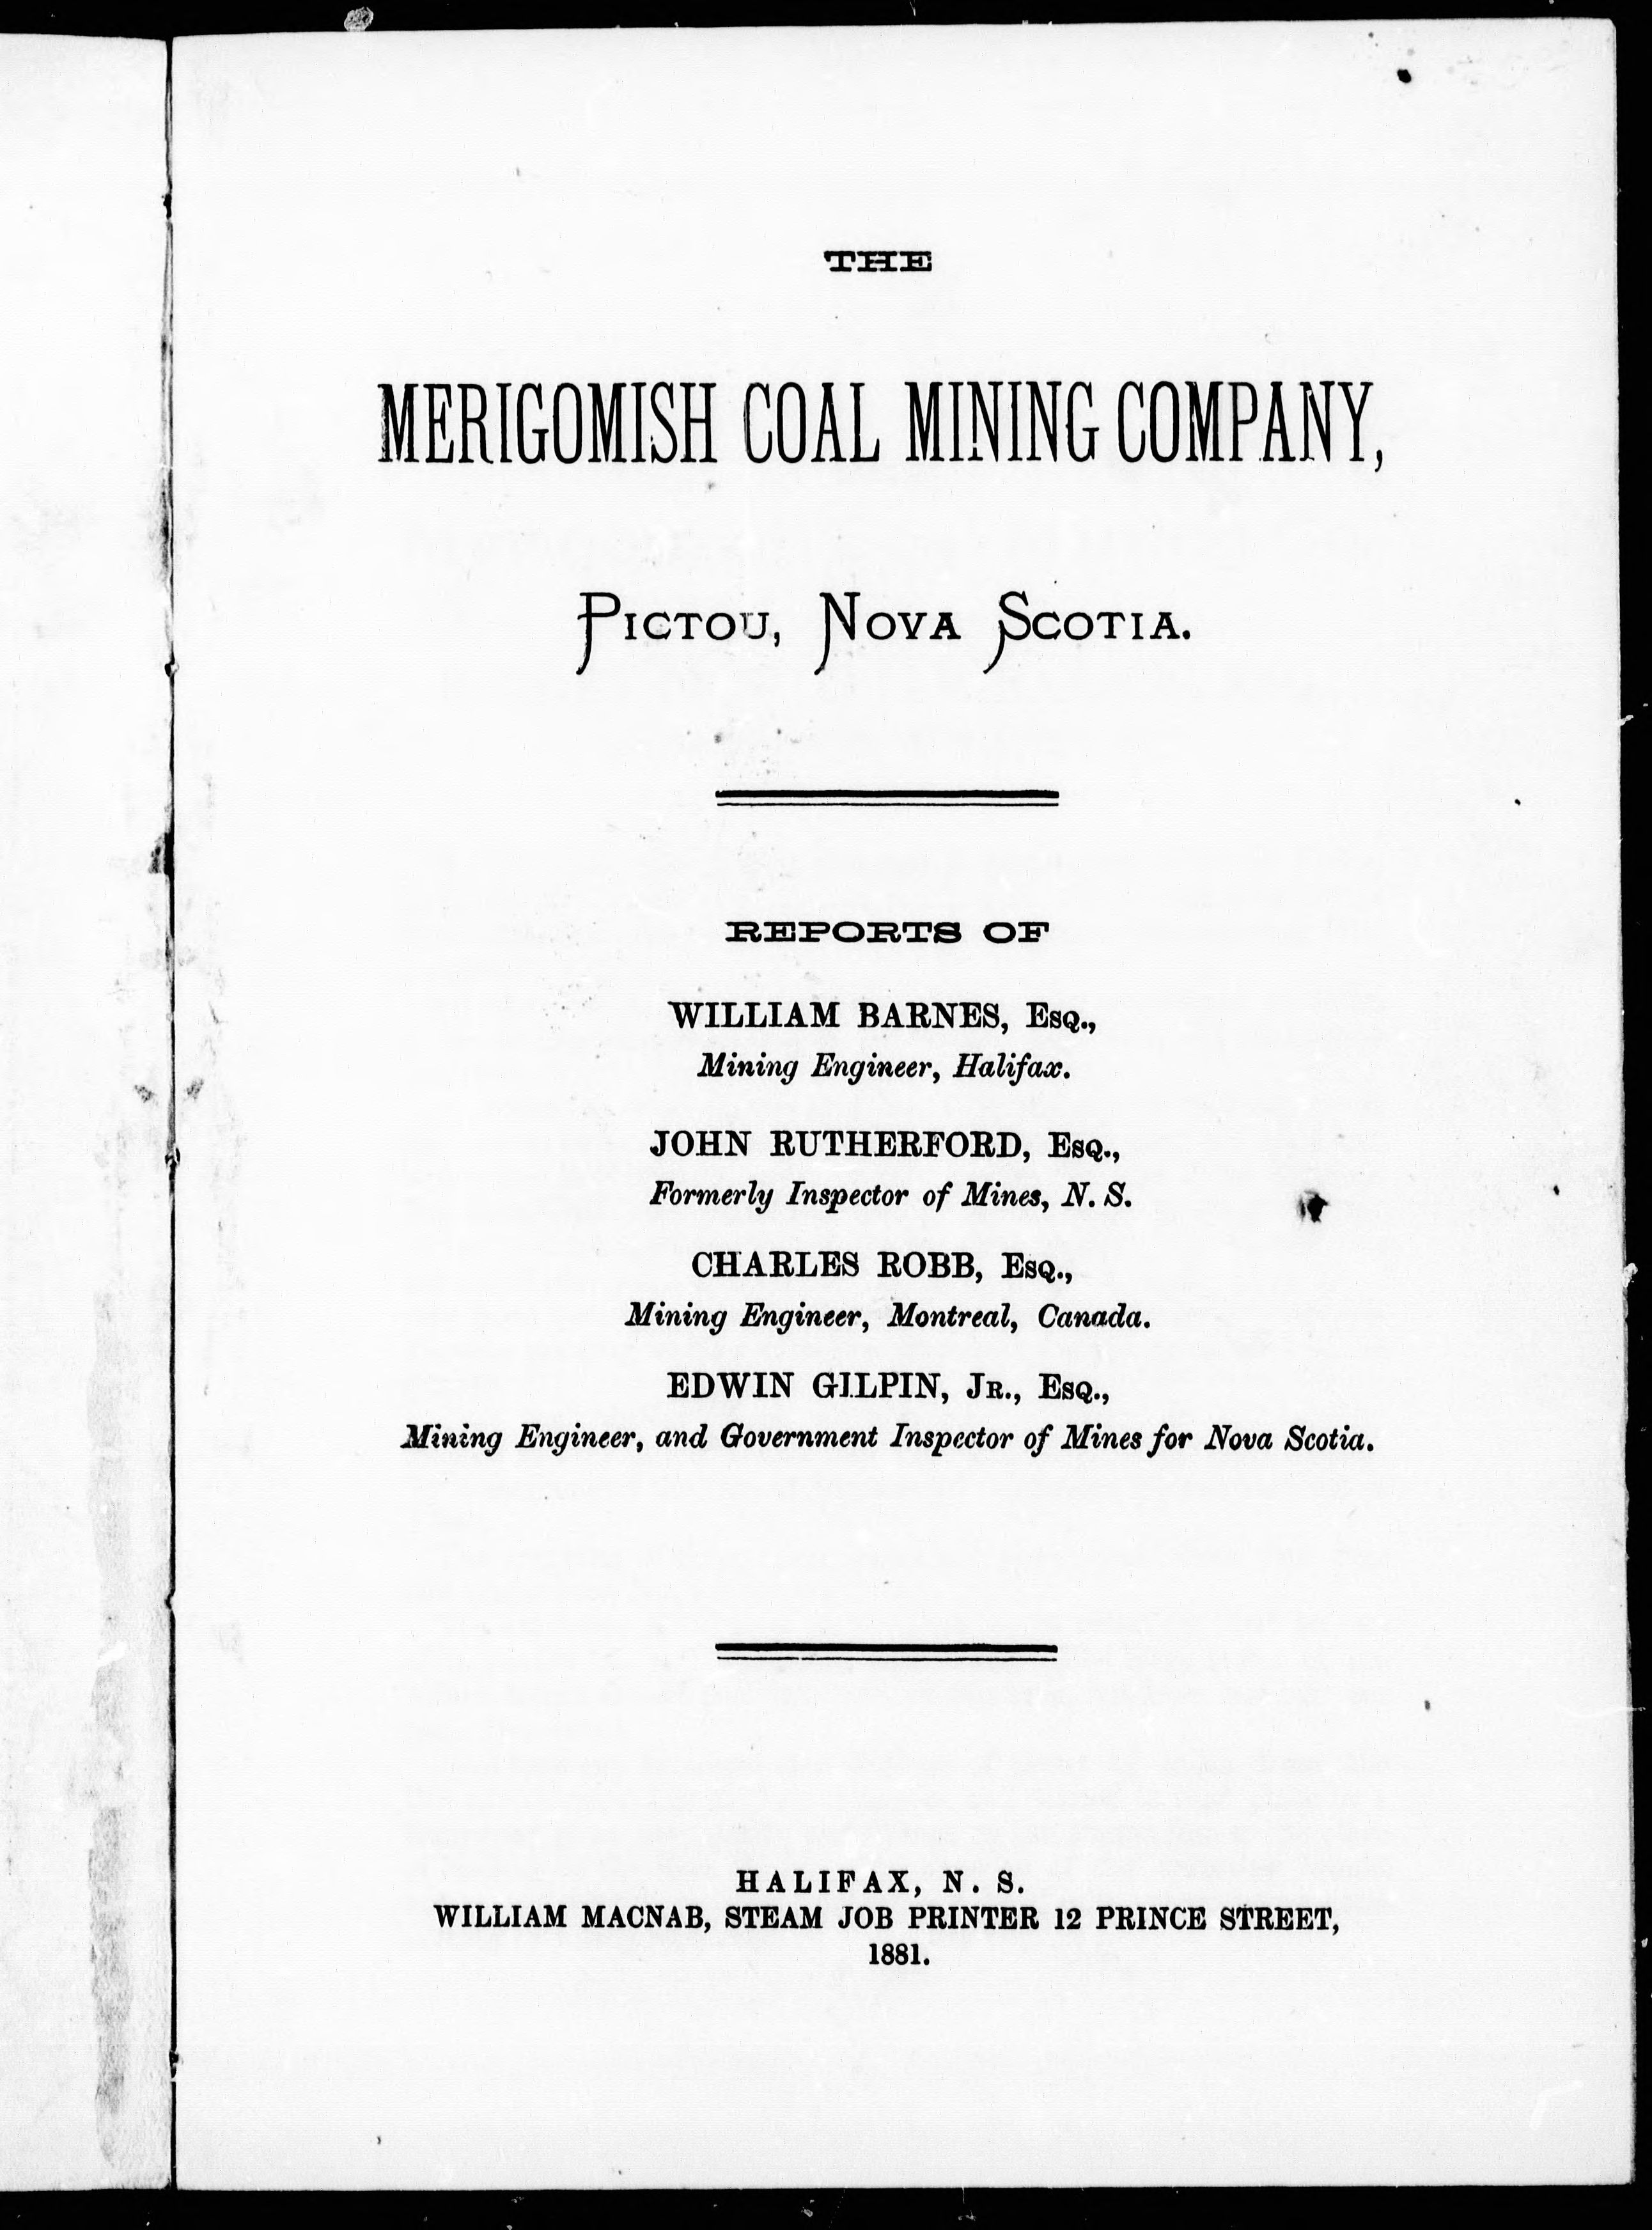 THE
MERIGOMISH COAL MINING COMPANY,
PICTOU, NOVA SCOTIA.
REPORTS OF
WILLIAM BARNES, ESQ.,
Mining Engineer, Halifax.
JOHN RUTHERFORD, ESQ.,
Formerly Inspector of Mines, N. S.
CHARLES ROBB, ESQ.,
Mining Engineer, Montreal, Canada.
EDWIN GILPIN, JR., ESQ.,
Mining Engineer, and Government Inspector of Mines for Nova Scotia.
HALIFAX, N. S.
WILLIAM MACNAB, STEAM JOB PRINTER 12 PRINCE STREET,
1881.